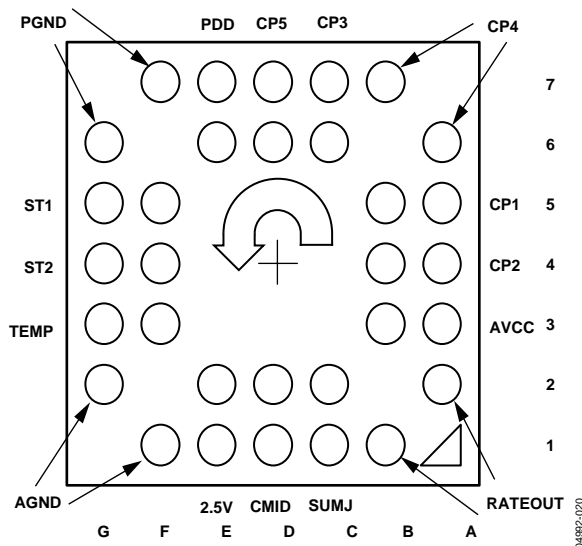 PGND PDD CP5 CP3 CP4
7
6
ST1 CP1 5
ST2 CP2 4
TEMP AVCC 3
2
1
AGND 2.5V CMID SUMJ RATEOUT
G F E D C B A
04992-020